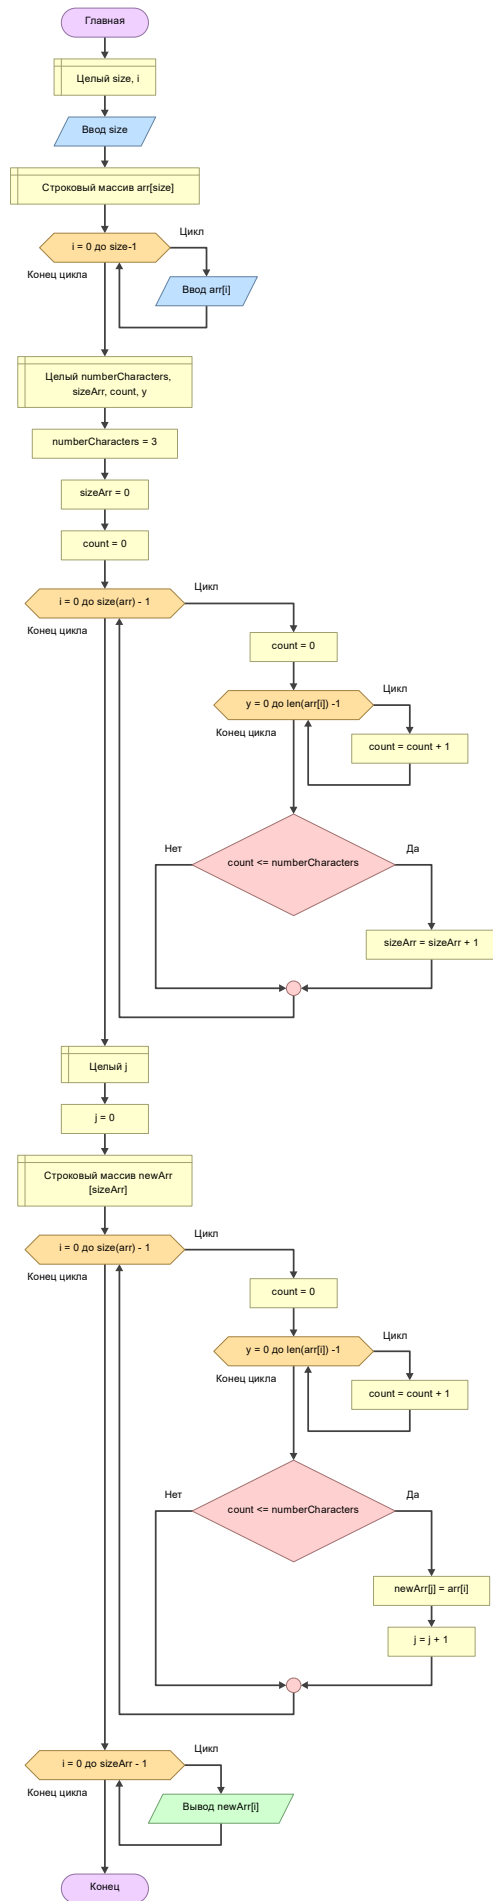 Главная
Целый size, i
Ввод size
Строковый массив arr[size]
i = 0 до size-1
Цикл
Конец цикла
Ввод arr[i]
Целый numberCharacters,
sizeArr, count, y
numberCharacters = 3
sizeArr = 0
count = 0
i = 0 до size(arr) - 1
Цикл
Конец цикла
count = 0
y = 0 до len(arr[i]) -1
Цикл
Конец цикла
count = count + 1
count <= numberCharacters
Нет
Да
sizeArr = sizeArr + 1
Целый j
j = 0
Строковый массив newArr
[sizeArr]
i = 0 до size(arr) - 1
Цикл
Конец цикла
count = 0
y = 0 до len(arr[i]) -1
Цикл
Конец цикла
count = count + 1
count <= numberCharacters
Нет
Да
newArr[j] = arr[i]
j = j + 1
i = 0 до sizeArr - 1
Цикл
Конец цикла
Вывод newArr[i]
Конец